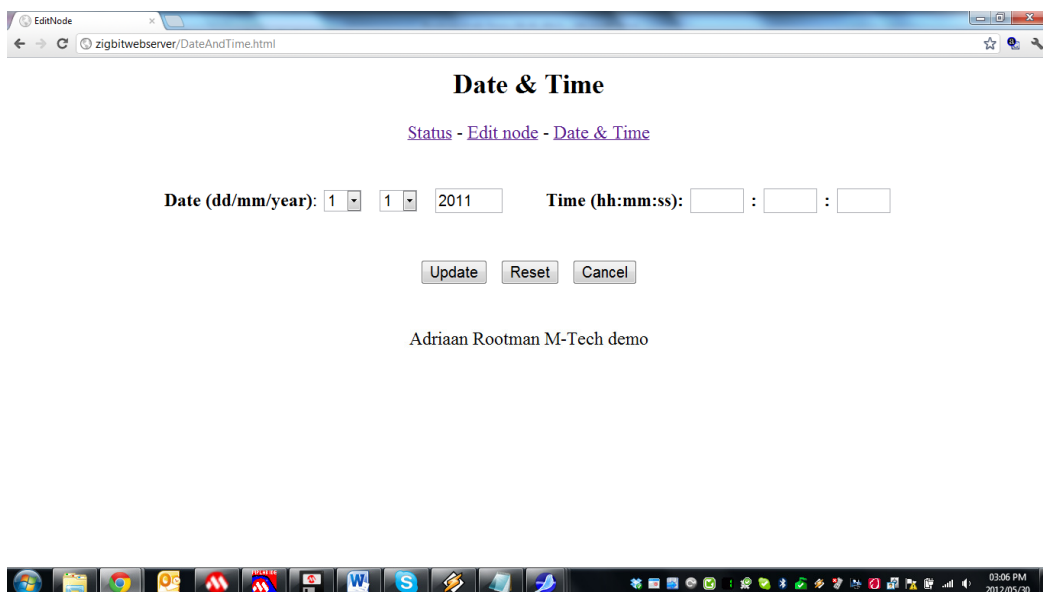 EditNode
zigbitwebserver/DateAndTime.html
Date & Time
Status - Edit node - Date & Time
Date (dd/mm/year): 1 1 2011 Time (hh:mm:ss): : :
Update Reset Cancel
Adriaan Rootman M-Tech demo
03:06 PM
2012/05/30